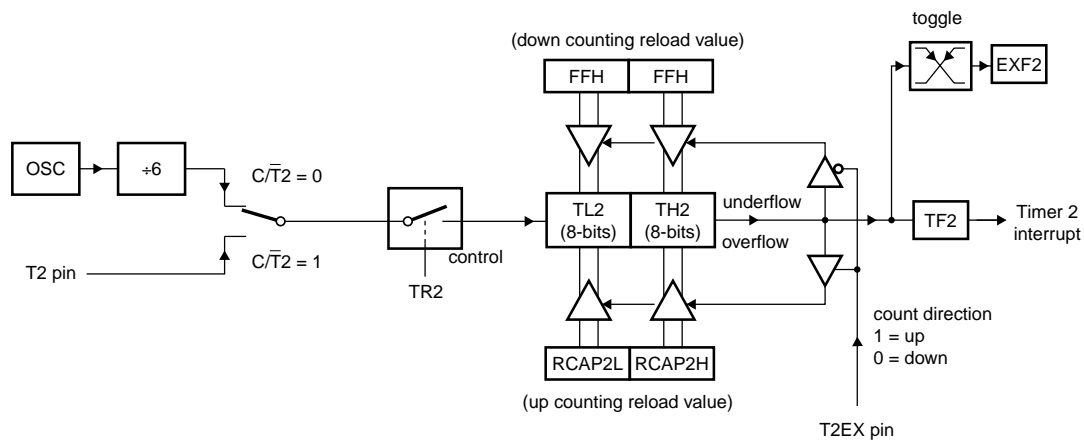 toggle
(down counting reload value)
FFH FFH
EXF2
OSC
÷6
C/T̅2 = 0
TL2
(8-bits)
TH2
(8-bits)
underflow
overflow
TF2
Timer 2
interrupt
C/T̅2 = 1
T2 pin
control
TR2
count direction
1 = up
0 = down
RCAP2L RCAP2H
(up counting reload value)
T2EX pin